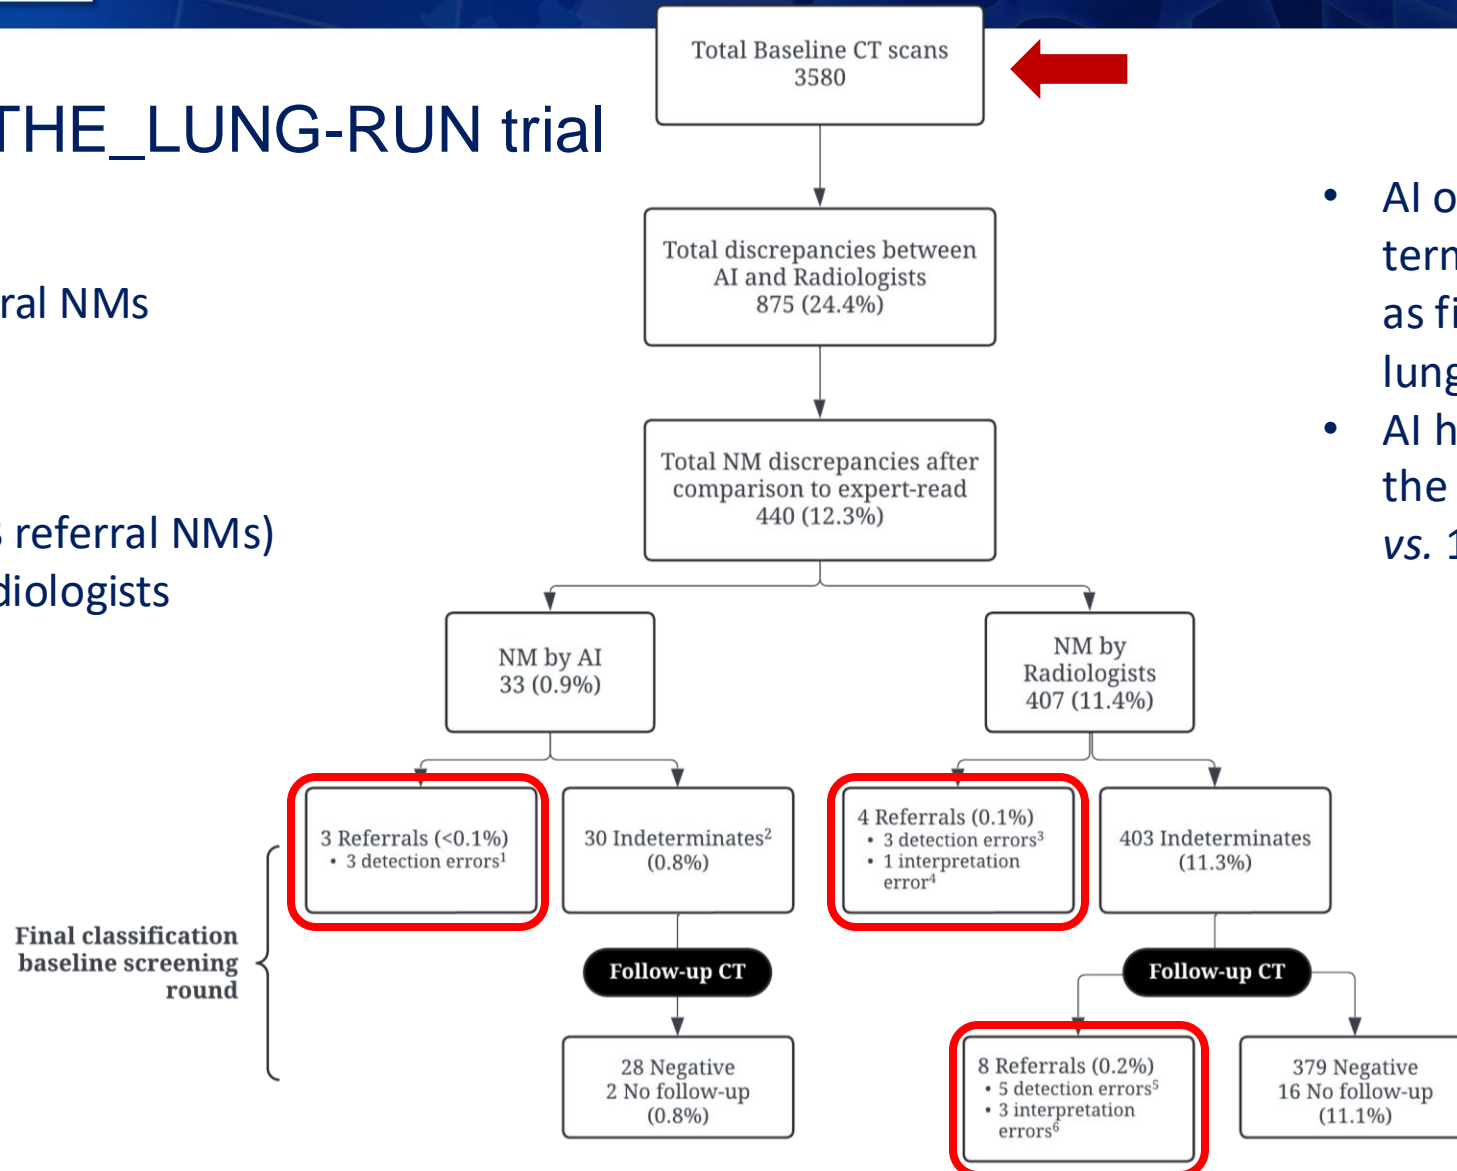 THE_LUNG-RUN trial
ral NMs
referral NMs)
diologists
Total Baseline CT scans
3580
Total discrepancies between
AI and Radiologists
875 (24.4%)
Total NM discrepancies after
comparison to expert-read
440 (12.3%)
NM by AI
33 (0.9%)
NM by
Radiologists
407 (11.4%)
3 Referrals (<0.1%)
• 3 detection errors¹
30 Indeterminates²
(0.8%)
4 Referrals (0.1%)
• 3 detection errors³
• 1 interpretation
error⁴
403 Indeterminates
(11.3%)
Final classification
baseline screening
round
Follow-up CT
Follow-up CT
28 Negative
2 No follow-up
(0.8%)
8 Referrals (0.2%)
• 5 detection errors⁵
• 3 interpretation
errors⁶
379 Negative
16 No follow-up
(11.1%)
• AI o
term
as fi
lung
• AI h
the
vs. 1